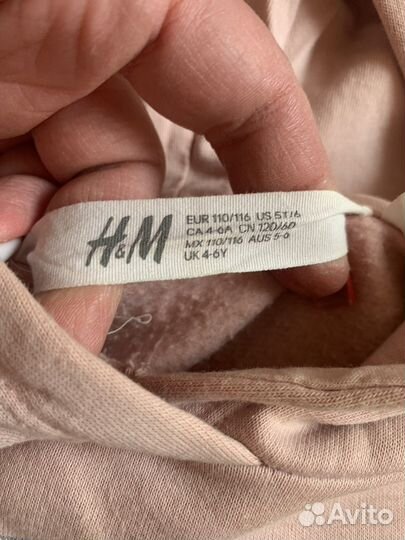 H&M
EUR 110/116 US 5T/6
CA 4-6A CN 120/60
MX 110/116 AUS 5-6
UK 4-6Y
Avito